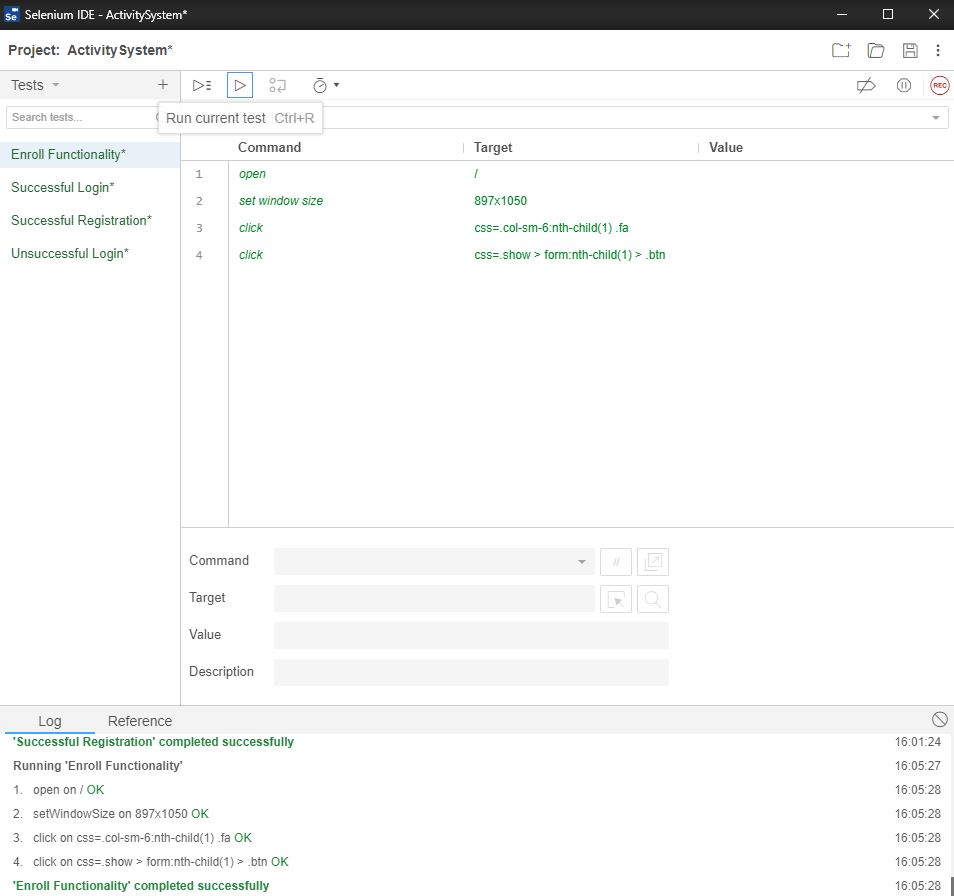 Se Selenium IDE - ActivitySystem*
Project: ActivitySystem*
Tests
REC
Search tests...
Run current test Ctrl+R
Command Target Value
Enroll Functionality*
Successful Login*
Successful Registration*
Unsuccessful Login*
1 open /
2 set window size 897x1050
3 click css=.col-sm-6:nth-child(1) .fa
4 click css=.show > form:nth-child(1) > .btn
Command //
Target
Value
Description
Log Reference
'Successful Registration' completed successfully 16:01:24
Running 'Enroll Functionality' 16:05:27
1. open on / OK 16:05:28
2. setWindowSize on 897x1050 OK 16:05:28
3. click on css=.col-sm-6:nth-child(1) .fa OK 16:05:28
4. click on css=.show > form:nth-child(1) > .btn OK 16:05:28
'Enroll Functionality' completed successfully 16:05:28